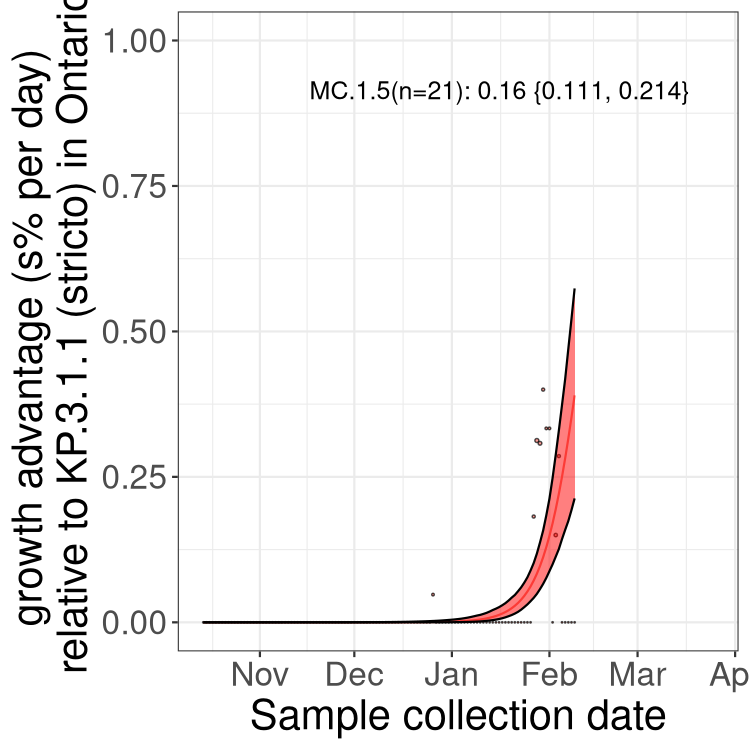 growth advantage (s% per day)
relative to KP.3.1.1 (stricto) in Ontario
1.00
0.75
0.50
0.25
0.00
MC.1.5(n=21): 0.16 {0.111, 0.214}
Nov Dec Jan Feb Mar Ap
Sample collection date